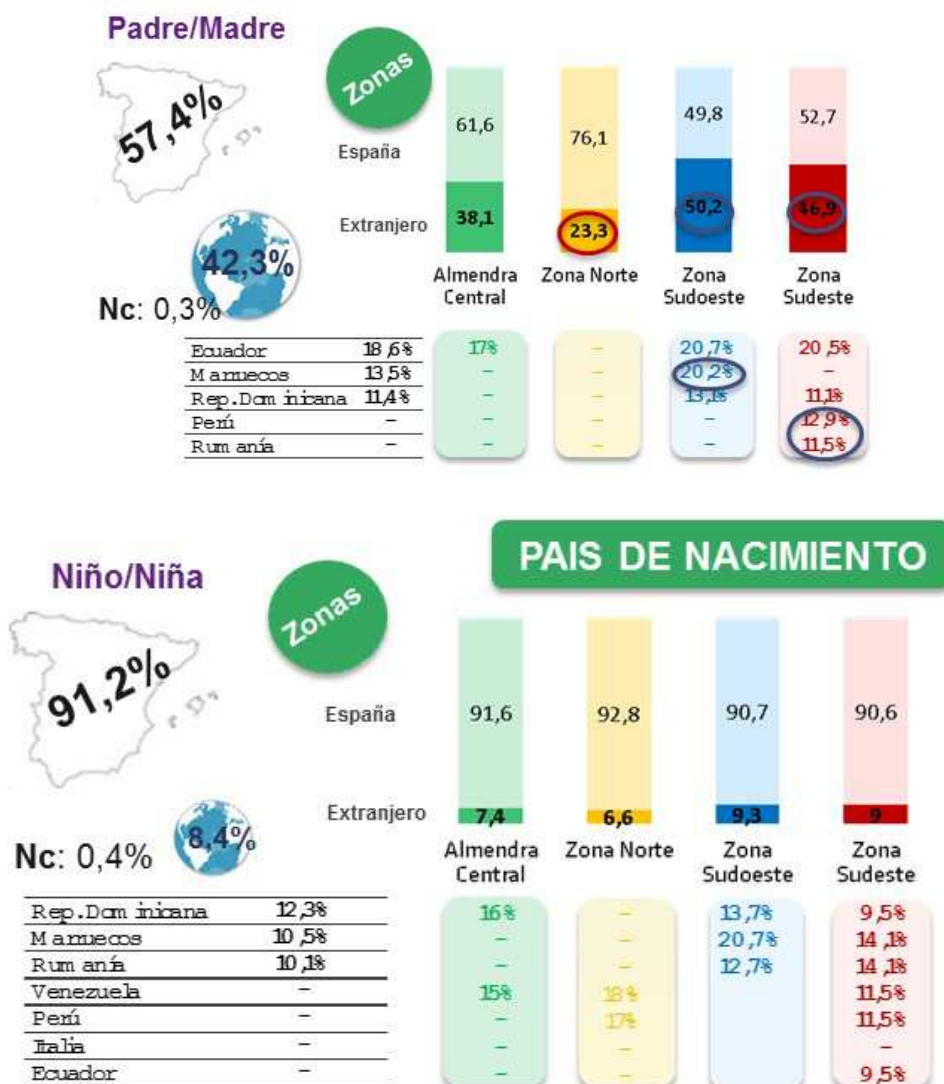 Padre/Madre
57,4%
Zonas
España
61,6 76,1 49,8 52,7
Extranjero
38,1 23,3 50,2 46,9
42,3%
Nc: 0,3%
Almendra Central Zona Norte Zona Sudoeste Zona Sudeste
Ecuador 18,6% 17% - 20,7% 20,5%
Marruecos 13,5% - - 20,2% -
Rep.Dominicana 11,4% - - 13,1% 11,1%
Perú - - - - 12,9%
Rumanía - - - - 11,5%
PAIS DE NACIMIENTO
Niño/Niña
91,2%
Zonas
España
91,6 92,8 90,7 90,6
Extranjero
7,4 6,6 9,3 9
8,4%
Nc: 0,4%
Almendra Central Zona Norte Zona Sudoeste Zona Sudeste
Rep.Dominicana 12,3% 16% - 13,7% 9,5%
Marruecos 10,5% - - 20,7% 14,1%
Rumanía 10,1% - - 12,7% 14,1%
Venezuela - 15% 18% 11,5%
Perú - - 17% 11,5%
Italia - - - -
Ecuador - - - 9,5%